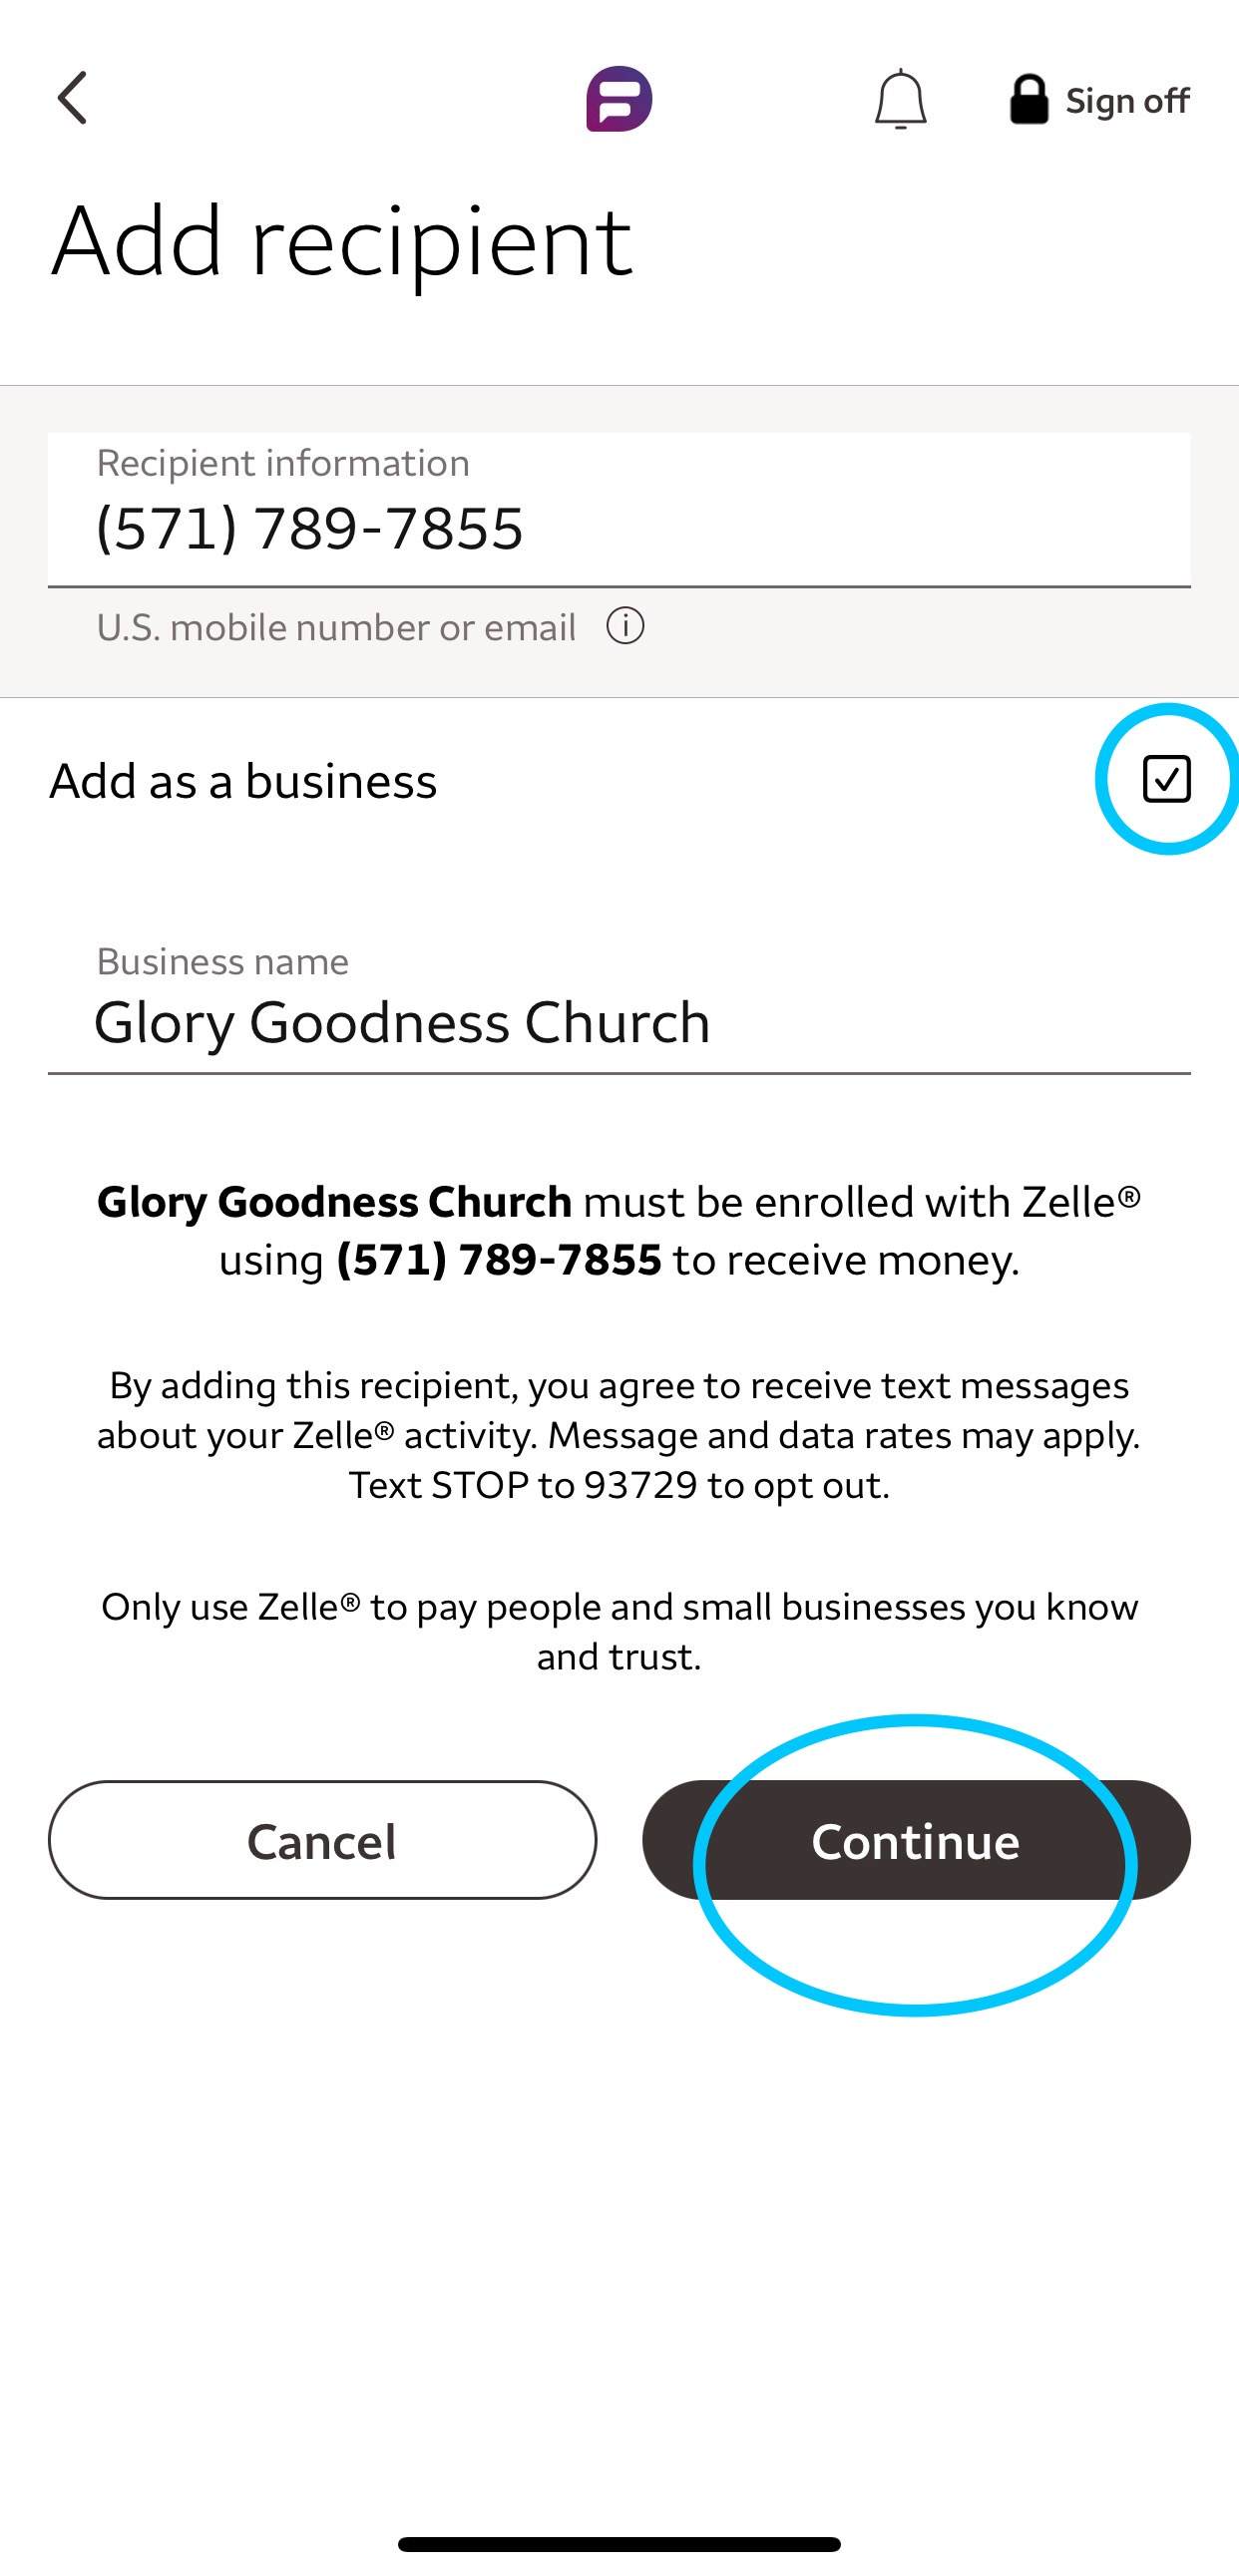 Sign off
Add recipient
Recipient information
(571) 789-7855
U.S. mobile number or email
Add as a business
Business name
Glory Goodness Church
Glory Goodness Church must be enrolled with Zelle®
using (571) 789-7855 to receive money.
By adding this recipient, you agree to receive text messages
about your Zelle® activity. Message and data rates may apply.
Text STOP to 93729 to opt out.
Only use Zelle® to pay people and small businesses you know
and trust.
Cancel
Continue